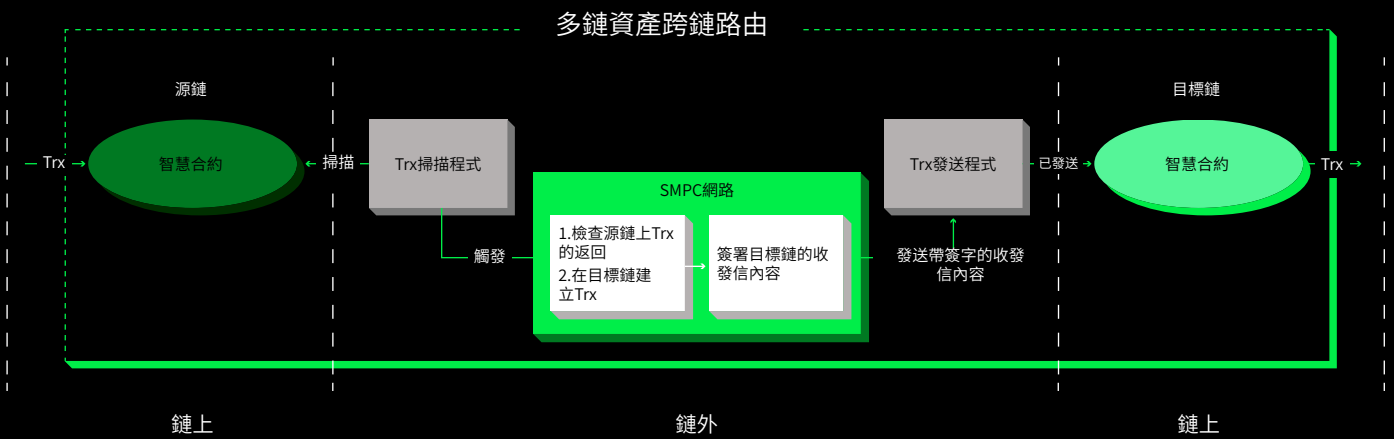 多鏈資產跨鏈路由
源鏈
目標鏈
Trx
智慧合約
掃描
Trx掃描程式
Trx發送程式
已發送
智慧合約
Trx
SMPC網路
觸發
1.檢查源鏈上Trx
的返回
2.在目標鏈建
立Trx
簽署目標鏈的收
發信內容
發送帶簽字的收發
信內容
鏈上
鏈外
鏈上